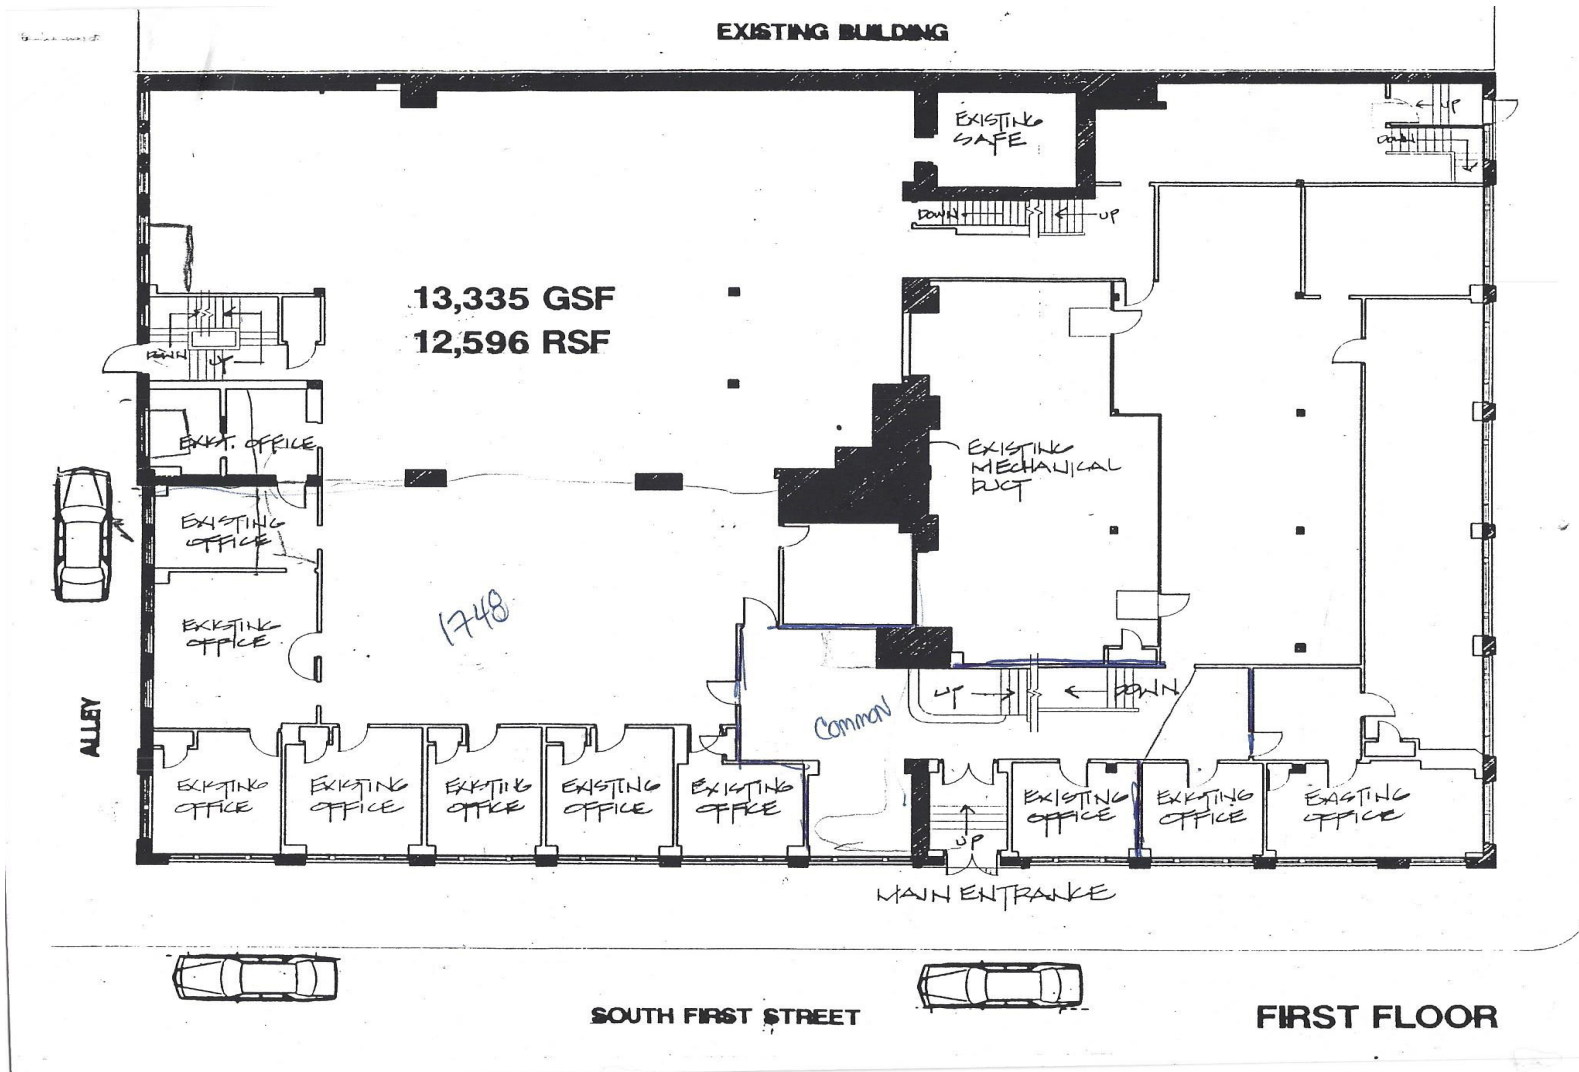 EXISTING BUILDING
EXISTING
SAFE
UP
DOWN
DOWN
UP
13,335 GSF
12,596 RSF
DOWN
UP
EXIST. OFFICE
EXISTING
MECHANICAL
DUCT
EXISTING
OFFICE
1748
EXISTING
OFFICE
ALLEY
Common
UP
DOWN
EXISTING
OFFICE
EXISTING
OFFICE
EXISTING
OFFICE
EXISTING
OFFICE
EXISTING
OFFICE
UP
EXISTING
OFFICE
EXISTING
OFFICE
EXISTING
OFFICE
MAIN ENTRANCE
SOUTH FIRST STREET
FIRST FLOOR